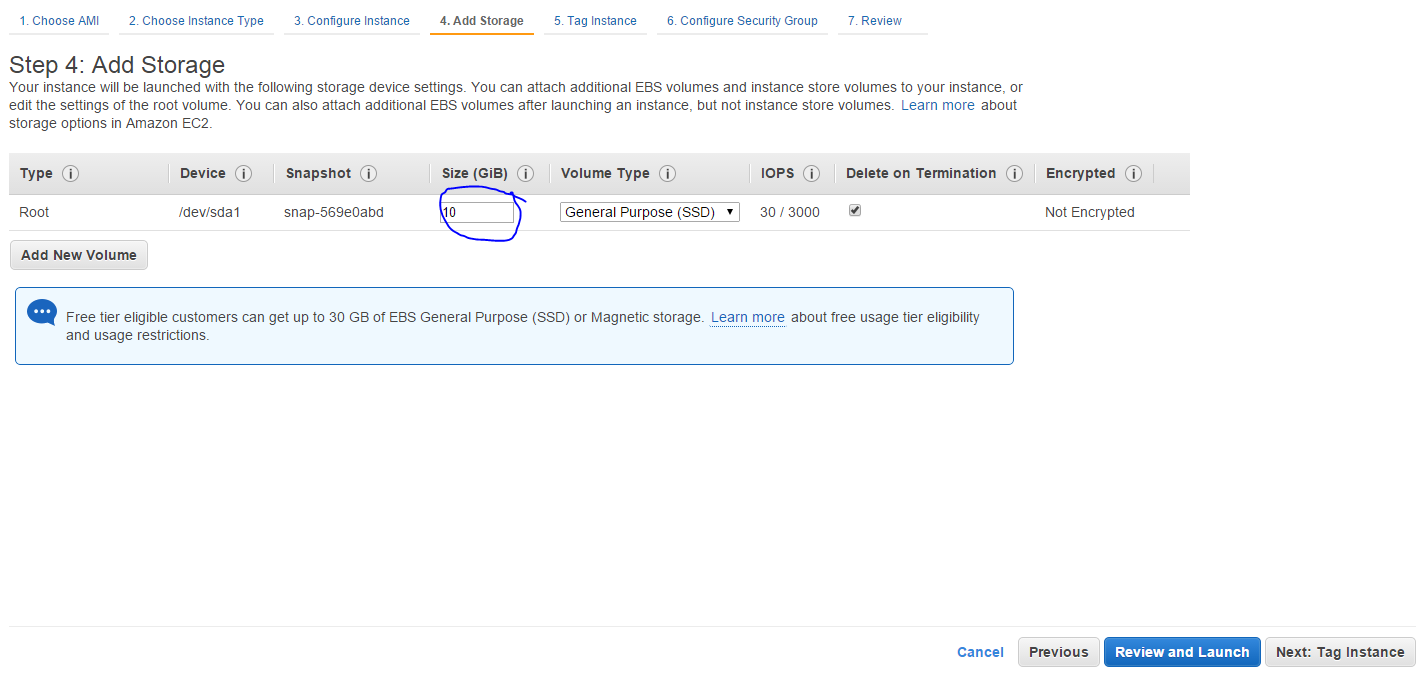 1. Choose AMI 2. Choose Instance Type 3. Configure Instance 4. Add Storage 5. Tag Instance 6. Configure Security Group 7. Review
Step 4: Add Storage
Your instance will be launched with the following storage device settings. You can attach additional EBS volumes and instance store volumes to your instance, or
edit the settings of the root volume. You can also attach additional EBS volumes after launching an instance, but not instance store volumes. Learn more about
storage options in Amazon EC2.
Type i Device i Snapshot i Size (GiB) i Volume Type i IOPS i Delete on Termination i Encrypted i
Root /dev/sda1 snap-569e0abd 10 General Purpose (SSD) 30 / 3000 Not Encrypted
Add New Volume
Free tier eligible customers can get up to 30 GB of EBS General Purpose (SSD) or Magnetic storage. Learn more about free usage tier eligibility
and usage restrictions.
Cancel Previous Review and Launch Next: Tag Instance